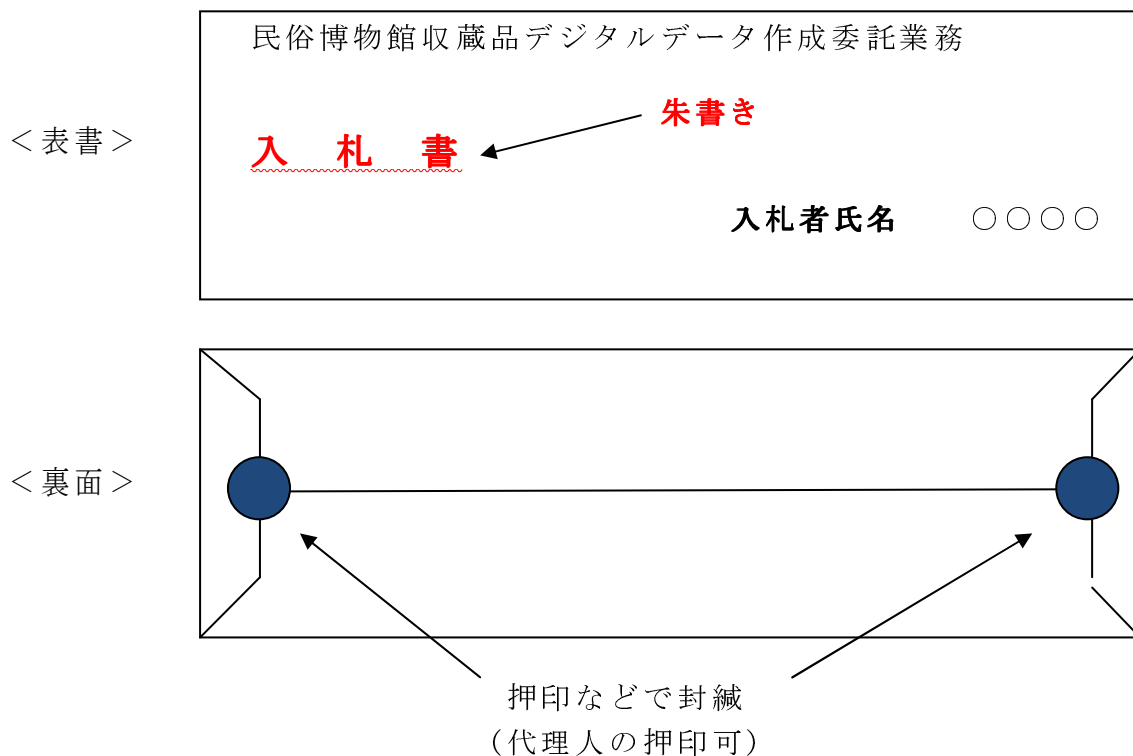 民俗博物館収蔵品デジタルデータ作成委託業務
朱書き
＜表書＞
入　札　書
入札者氏名　　○○○○
＜裏面＞
押印などで封緘
（代理人の押印可）